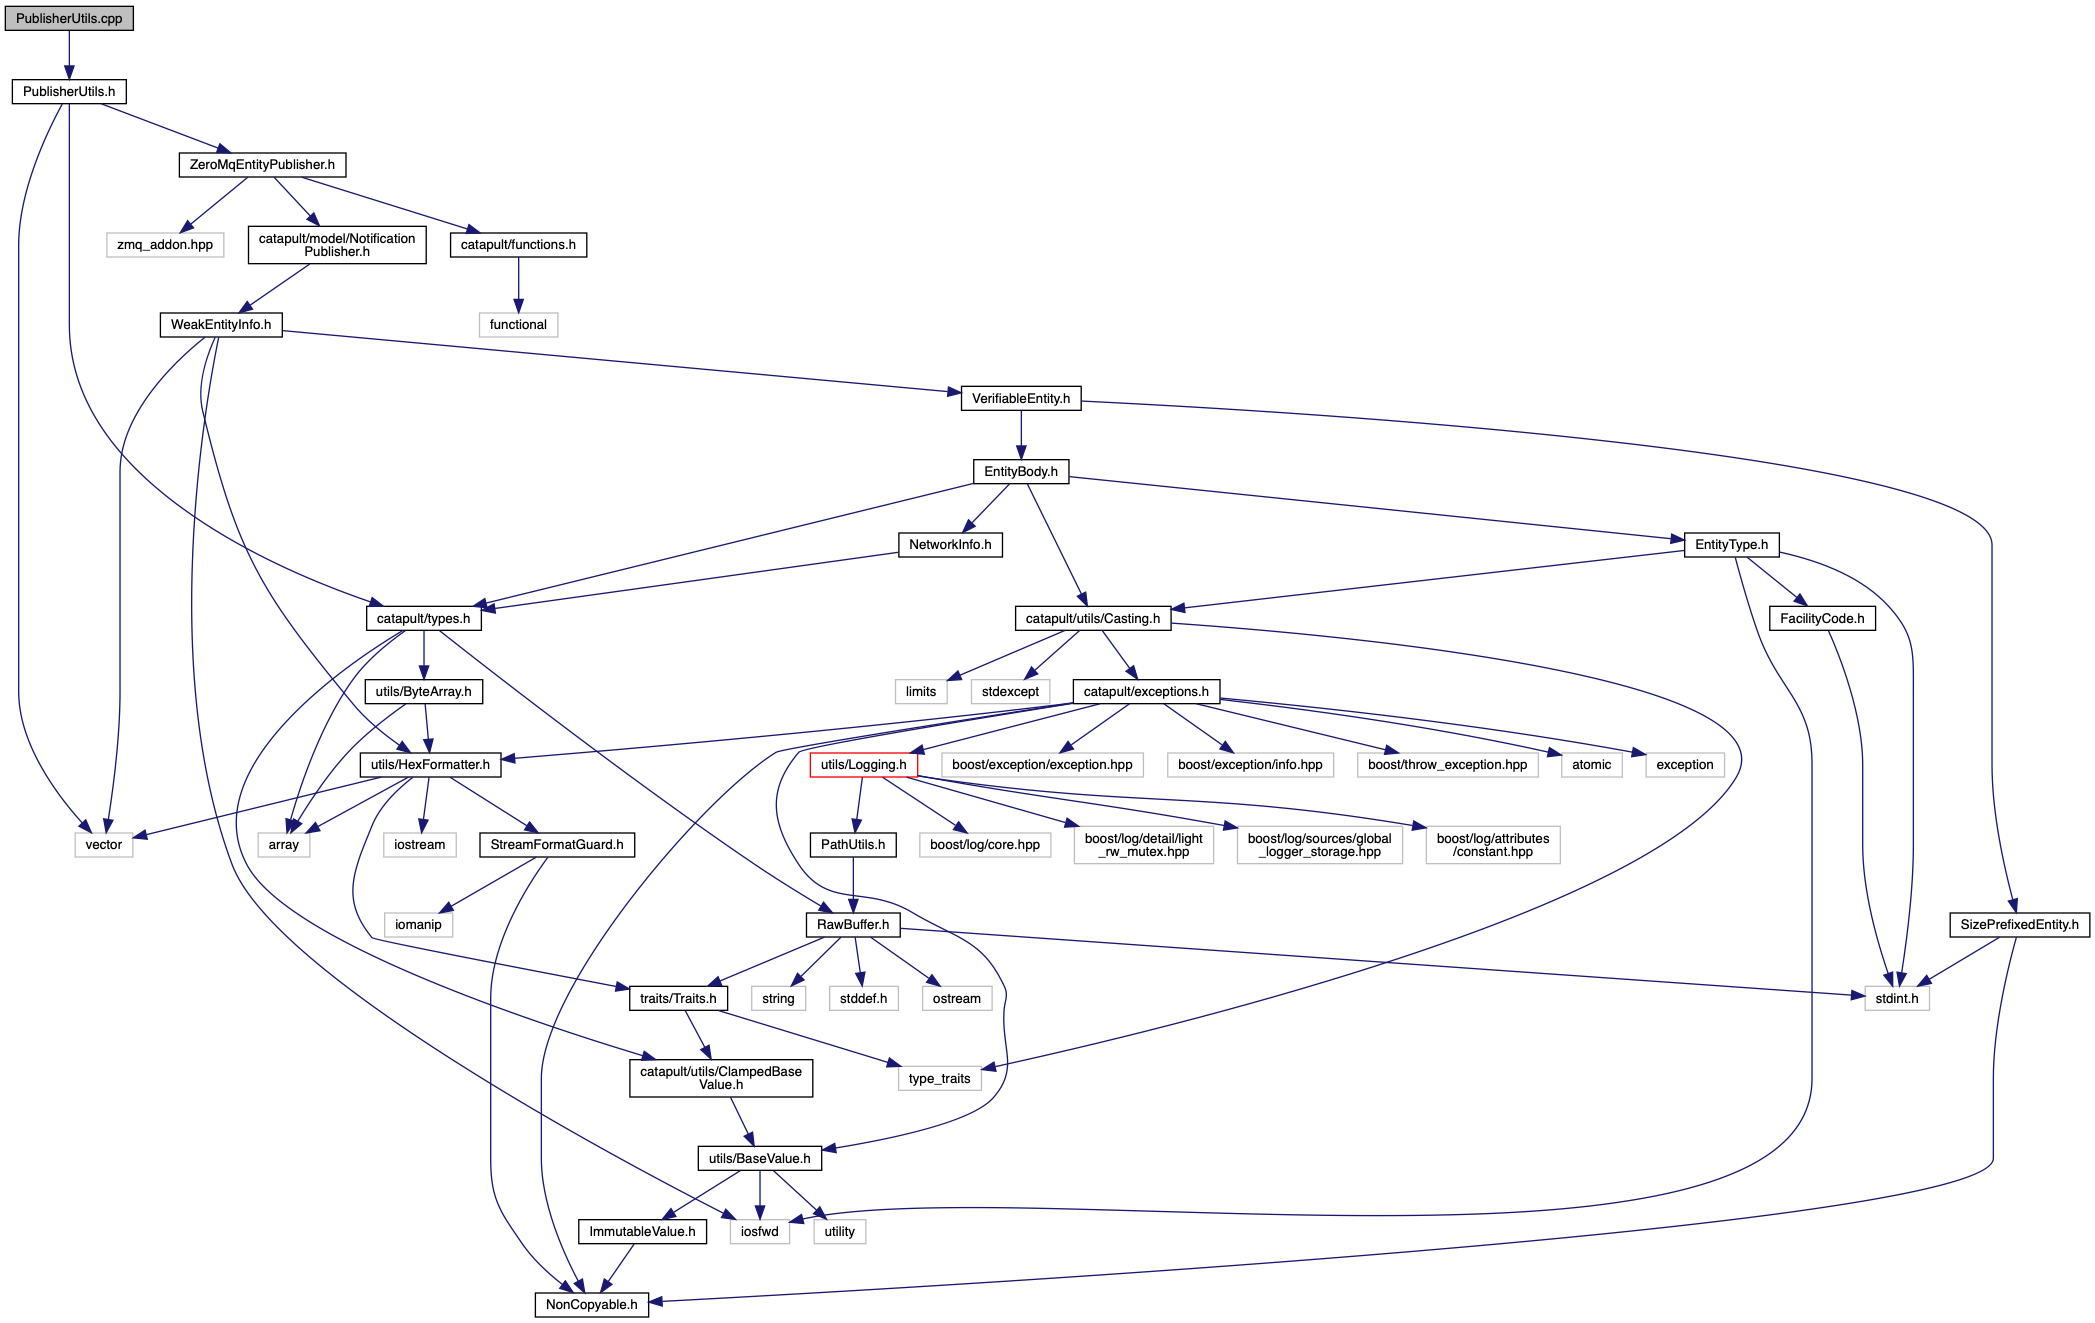 PublisherUtils.cpp
PublisherUtils.h
ZeroMqEntityPublisher.h
zmq_addon.hpp
catapult/model/Notification
Publisher.h
catapult/functions.h
WeakEntityInfo.h
functional
VerifiableEntity.h
EntityBody.h
NetworkInfo.h
EntityType.h
catapult/types.h
catapult/utils/Casting.h
FacilityCode.h
utils/ByteArray.h
limits
stdexcept
catapult/exceptions.h
utils/HexFormatter.h
utils/Logging.h
boost/exception/exception.hpp
boost/exception/info.hpp
boost/throw_exception.hpp
atomic
exception
vector
array
iostream
StreamFormatGuard.h
PathUtils.h
boost/log/core.hpp
boost/log/detail/light
_rw_mutex.hpp
boost/log/sources/global
_logger_storage.hpp
boost/log/attributes
/constant.hpp
iomanip
RawBuffer.h
SizePrefixedEntity.h
traits/Traits.h
string
stddef.h
ostream
stdint.h
catapult/utils/ClampedBase
Value.h
type_traits
utils/BaseValue.h
ImmutableValue.h
iosfwd
utility
NonCopyable.h